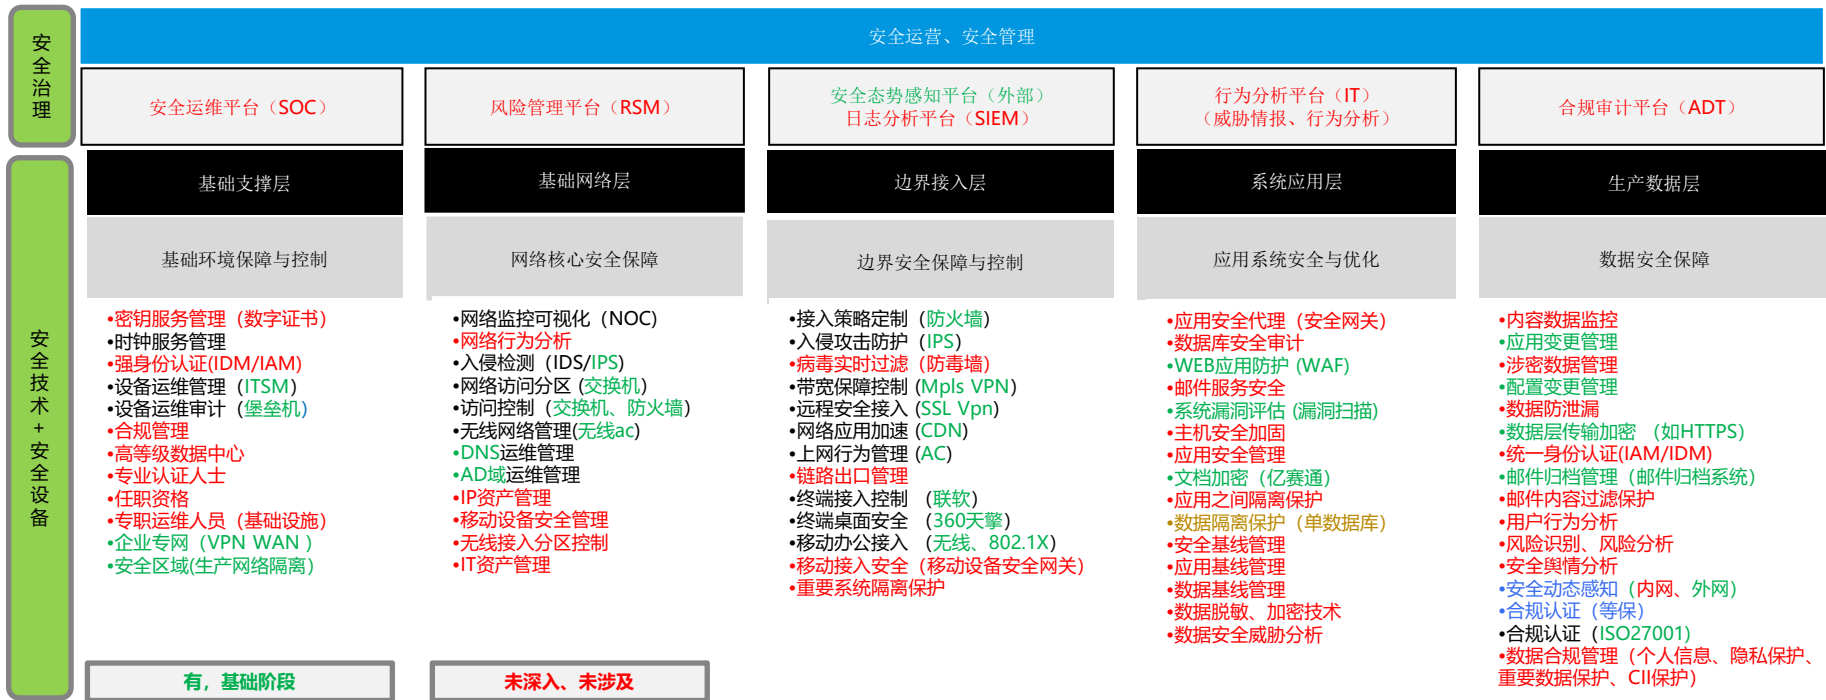 安全治理
安全运营、安全管理
安全运维平台（SOC）
风险管理平台（RSM）
安全态势感知平台（外部）
日志分析平台（SIEM）
行为分析平台（IT）
（威胁情报、行为分析）
合规审计平台（ADT）
安全技术+安全设备
基础支撑层
基础环境保障与控制
•密钥服务管理（数字证书）
•时钟服务管理
•强身份认证(IDM/IAM)
•设备运维管理（ITSM）
•设备运维审计（堡垒机）
•合规管理
•高等级数据中心
•专业认证人士
•任职资格
•专职运维人员（基础设施）
•企业专网（VPN WAN ）
•安全区域(生产网络隔离）
基础网络层
网络核心安全保障
•网络监控可视化（NOC)
•网络行为分析
•入侵检测（IDS/IPS）
•网络访问分区 (交换机）
•访问控制（交换机、防火墙）
•无线网络管理(无线ac）
•DNS运维管理
•AD域运维管理
•IP资产管理
•移动设备安全管理
•无线接入分区控制
•IT资产管理
边界接入层
边界安全保障与控制
•接入策略定制（防火墙）
•入侵攻击防护（IPS）
•病毒实时过滤（防毒墙）
•带宽保障控制 (Mpls VPN）
•远程安全接入 (SSL Vpn）
•网络应用加速 (CDN）
•上网行为管理 (AC）
•链路出口管理
•终端接入控制 （联软）
•终端桌面安全 （360天擎）
•移动办公接入 （无线、802.1X）
•移动接入安全（移动设备安全网关）
•重要系统隔离保护
系统应用层
应用系统安全与优化
•应用安全代理（安全网关）
•数据库安全审计
•WEB应用防护 (WAF）
•邮件服务安全
•系统漏洞评估 (漏洞扫描）
•主机安全加固
•应用安全管理
•文档加密（亿赛通）
•应用之间隔离保护
•数据隔离保护（单数据库）
•安全基线管理
•应用基线管理
•数据基线管理
•数据脱敏、加密技术
•数据安全威胁分析
生产数据层
数据安全保障
•内容数据监控
•应用变更管理
•涉密数据管理
•配置变更管理
•数据防泄漏
•数据层传输加密 （如HTTPS）
•统一身份认证(IAM/IDM)
•邮件归档管理（邮件归档系统）
•邮件内容过滤保护
•用户行为分析
•风险识别、风险分析
•安全舆情分析
•安全动态感知（内网、外网）
•合规认证（等保）
•合规认证（ISO27001)
•数据合规管理（个人信息、隐私保护、
重要数据保护、CII保护）
有，基础阶段
未深入、未涉及